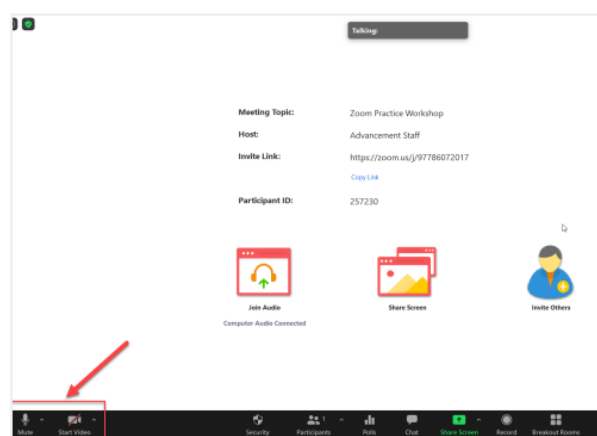 Talking:
Meeting Topic: Zoom Practice Workshop
Host: Advancement Staff
Invite Link: https://zoom.us/j/97786072017
Copy Link
Participant ID: 257230
Join Audio Share Screen Invite Others
Computer Audio Connected
1
Mute Start Video Security Participants Polls Chat Share Screen Record Breakout Rooms